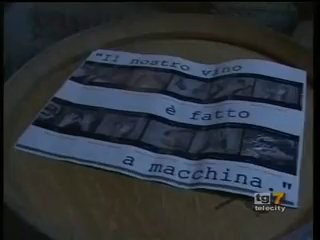 "Il nostro vino
è fatto
a macchina."
tg7
telecity